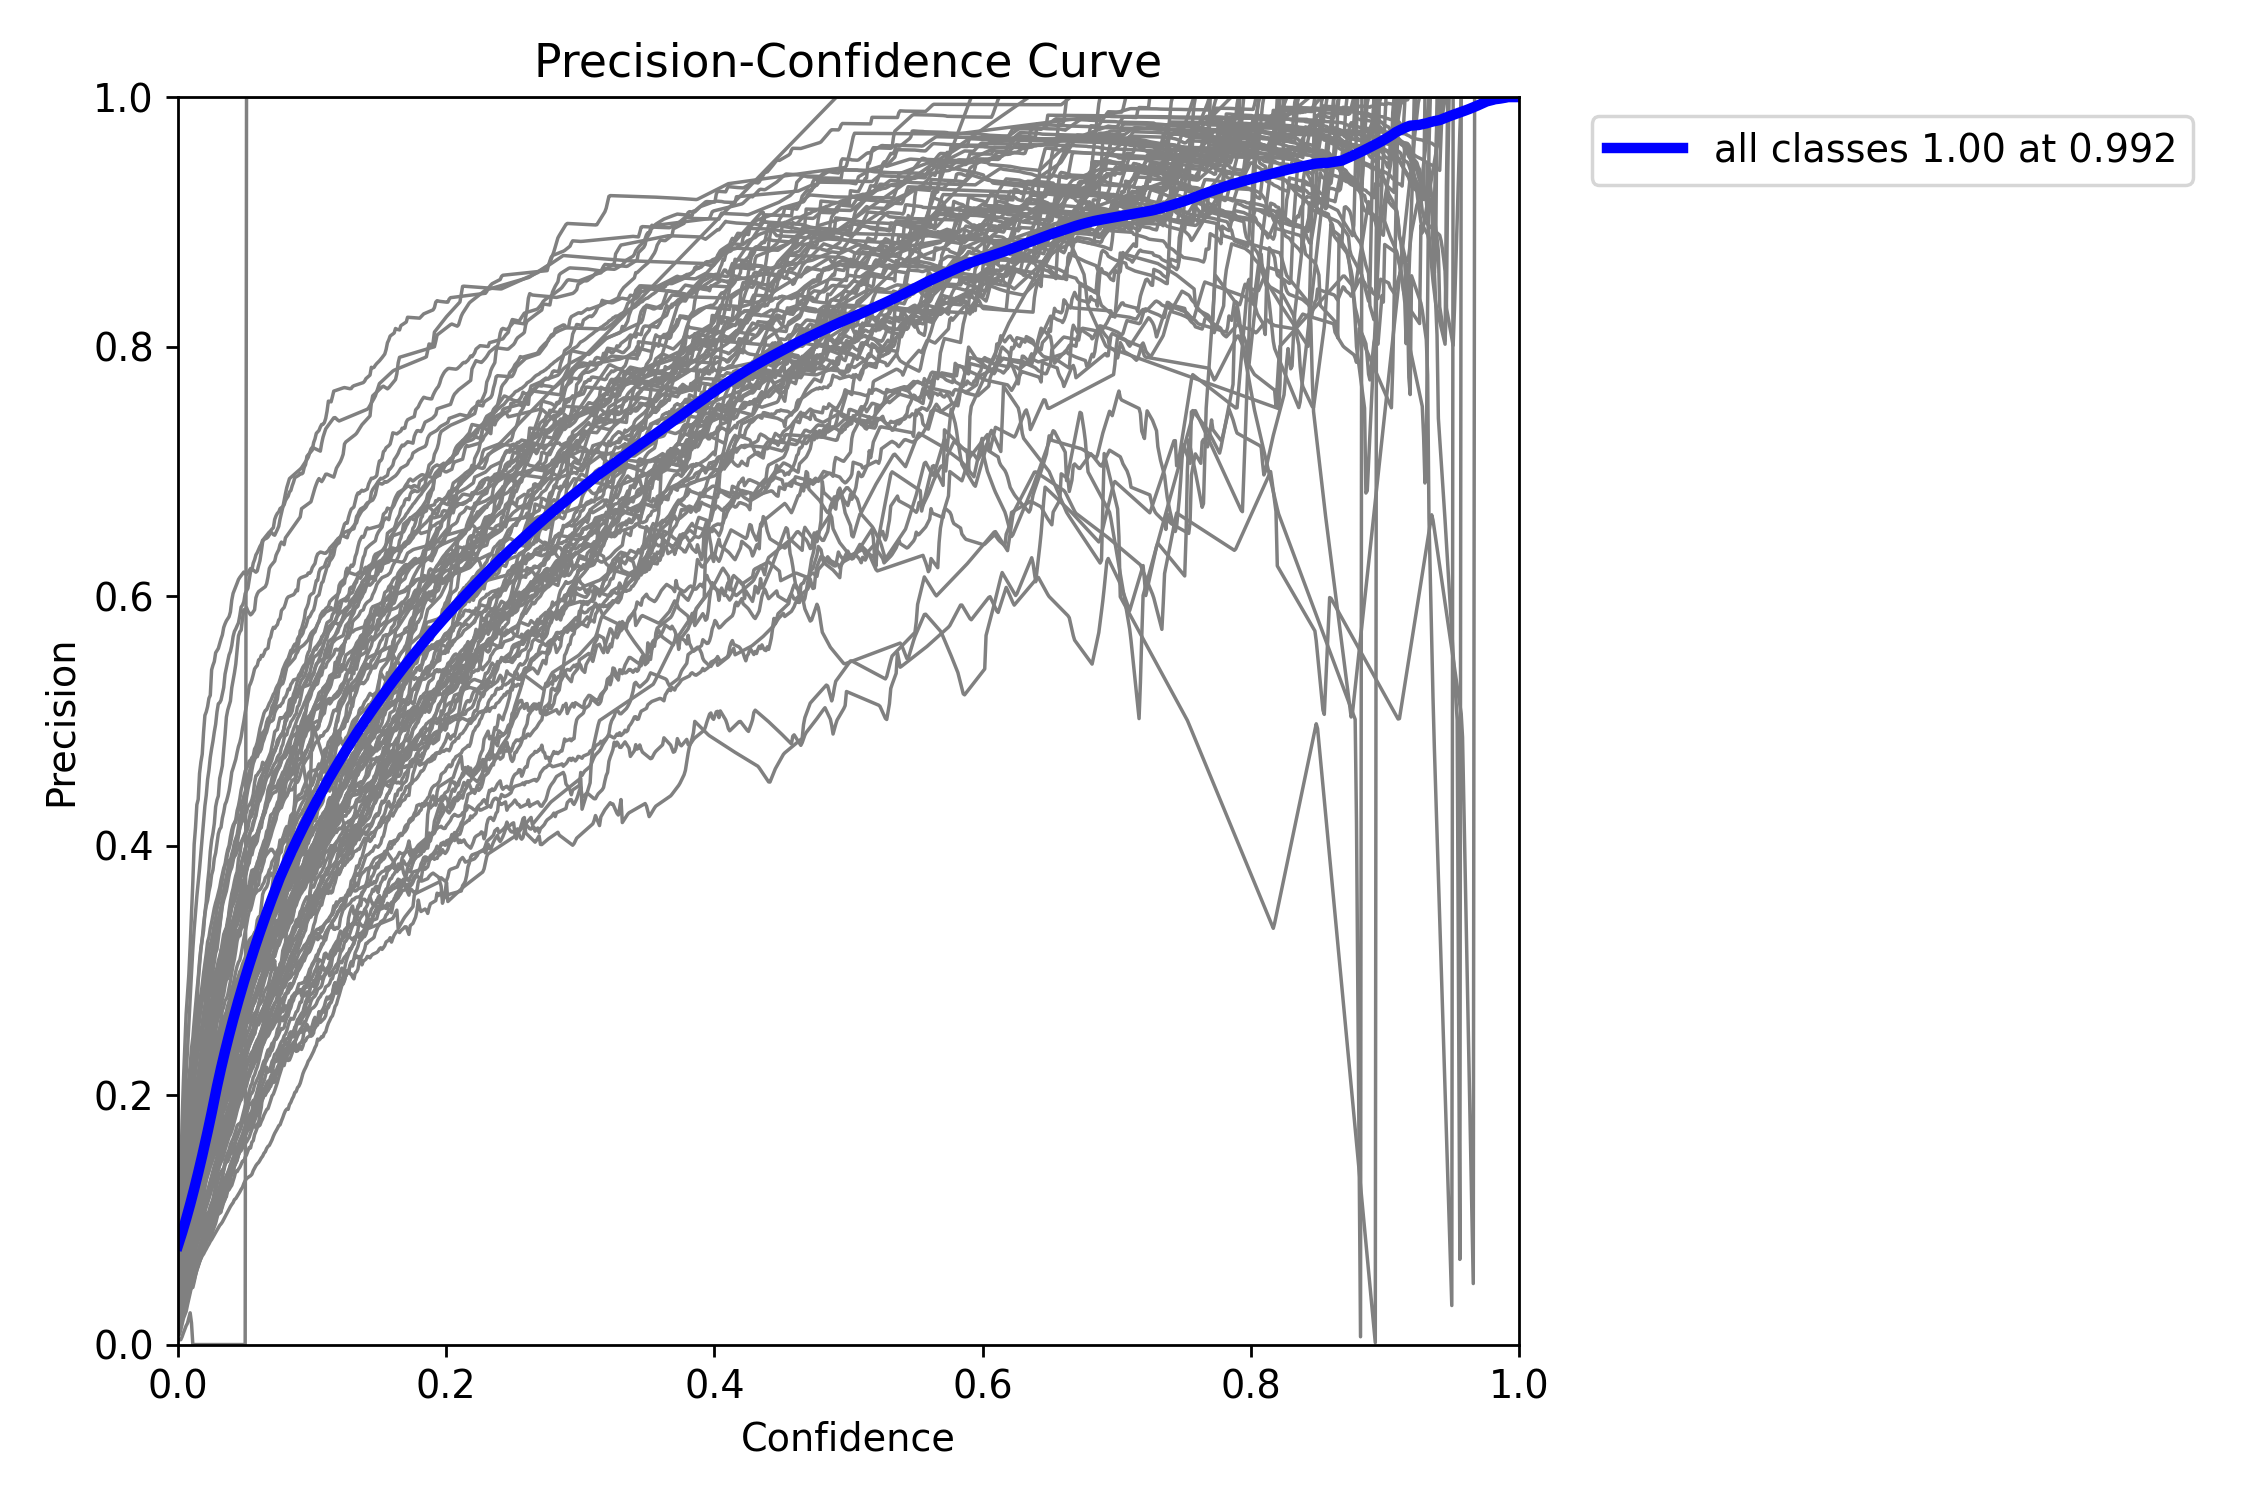 Precision-Confidence Curve
all classes 1.00 at 0.992
Precision
1.0
0.8
0.6
0.4
0.2
0.0
0.0 0.2 0.4 0.6 0.8 1.0
Confidence